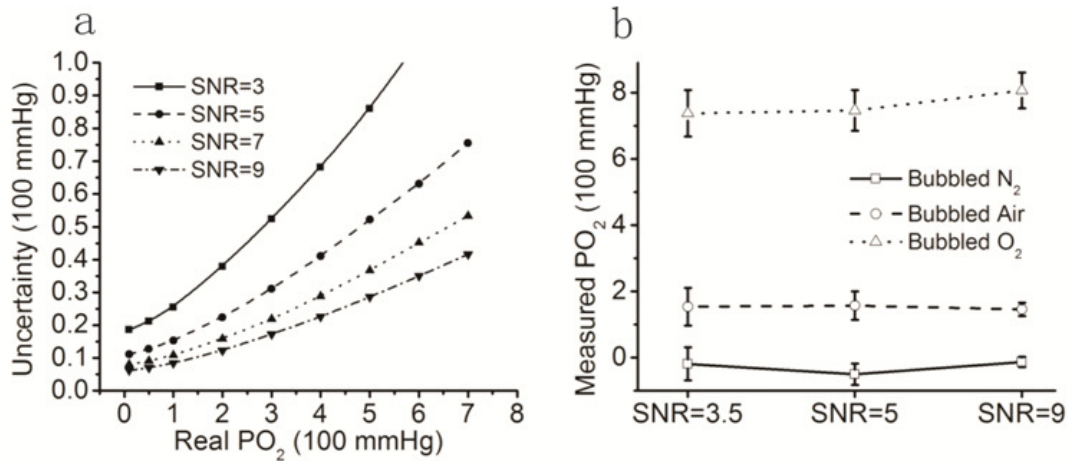 a
Uncertainty (100 mmHg)
1.0
0.9
0.8
0.7
0.6
0.5
0.4
0.3
0.2
0.1
0.0
SNR=3
SNR=5
SNR=7
SNR=9
0 1 2 3 4 5 6 7 8
Real PO₂ (100 mmHg)
b
Measured PO₂ (100 mmHg)
8
6
4
2
0
Bubbled N₂
Bubbled Air
Bubbled O₂
SNR=3.5 SNR=5 SNR=9